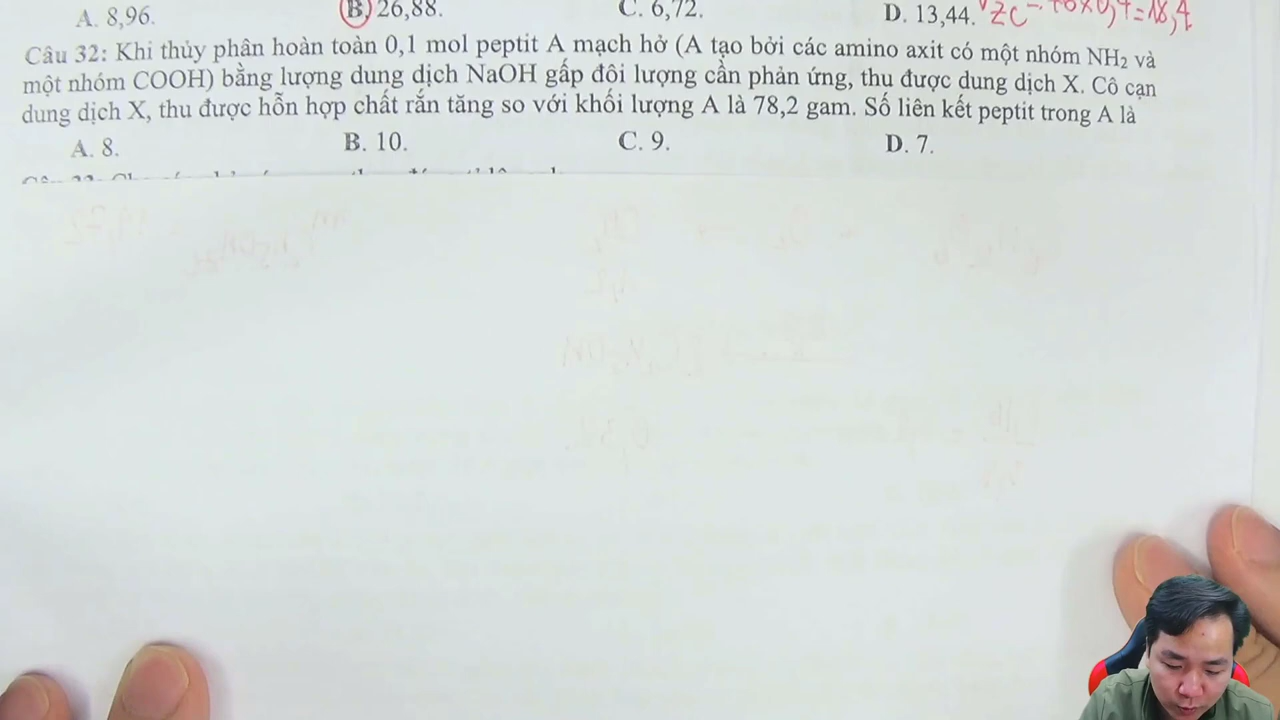 A. 8,96. B. 26,88. C. 6,72. D. 13,44.
Câu 32: Khi thủy phân hoàn toàn 0,1 mol peptit A mạch hở (A tạo bởi các amino axit có một nhóm NH₂ và
một nhóm COOH) bằng lượng dung dịch NaOH gấp đôi lượng cần phản ứng, thu được dung dịch X. Cô cạn
dung dịch X, thu được hỗn hợp chất rắn tăng so với khối lượng A là 78,2 gam. Số liên kết peptit trong A là
A. 8. B. 10. C. 9. D. 7.